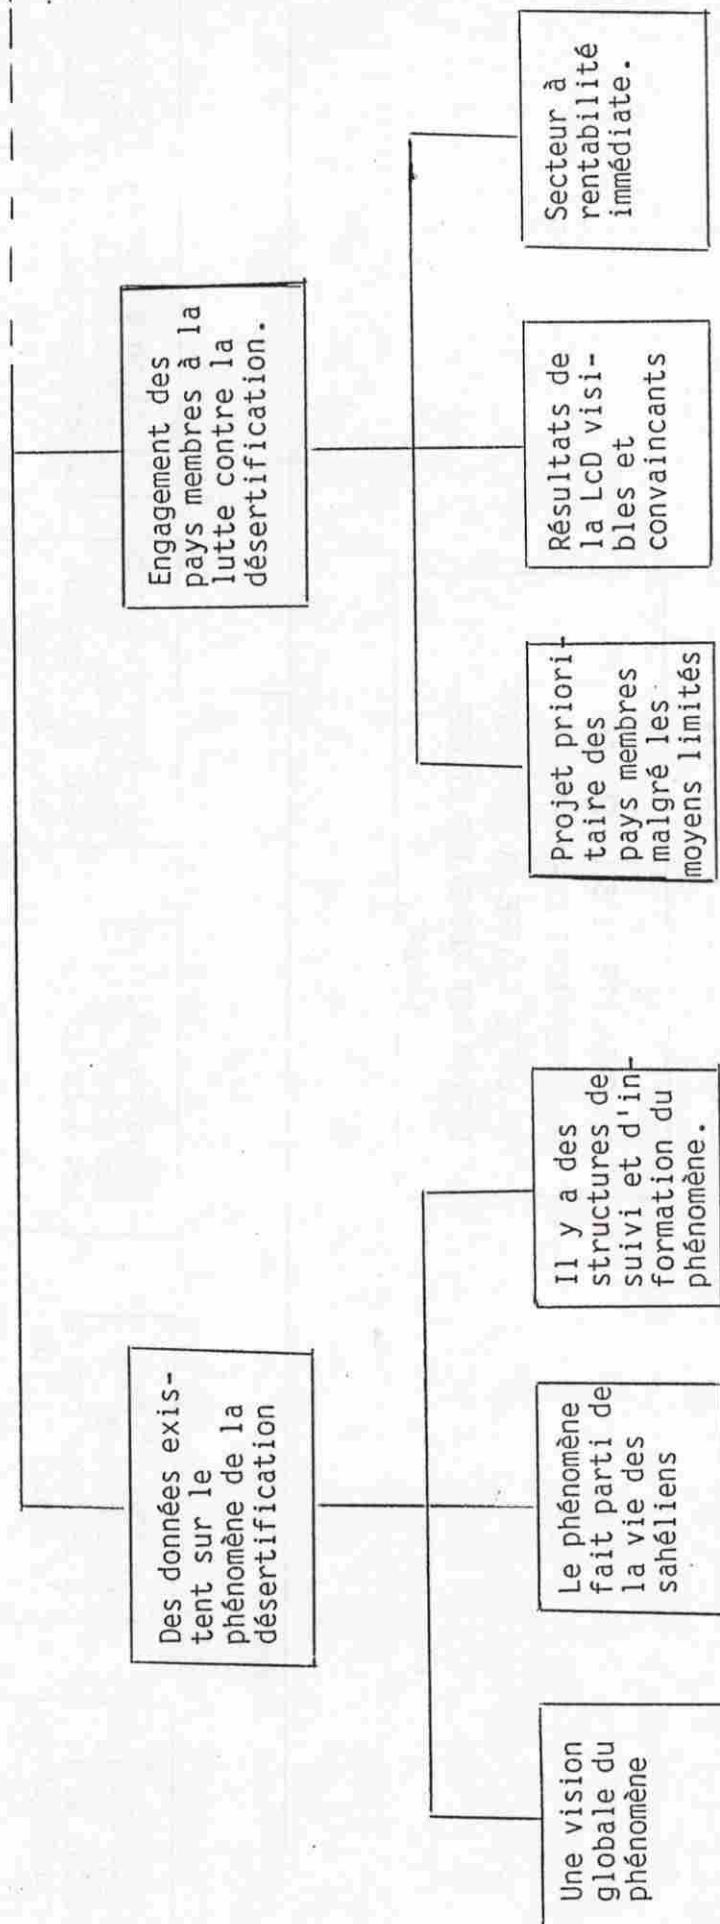 Des données exis-
tent sur le
phénomène de la
désertification
Engagement des
pays membres à la
lutte contre la
désertification.
Une vision
globale du
phénomène
Le phénomène
fait parti de
la vie des
sahéliens
Il y a des
structures de
suivi et d'in-
formation du
phénomène.
Projet priori-
taire des
pays membres
malgré les
moyens limités
Résultats de
la LcD visi-
bles et
convaincants
Secteur à
rentabilité
immédiate.